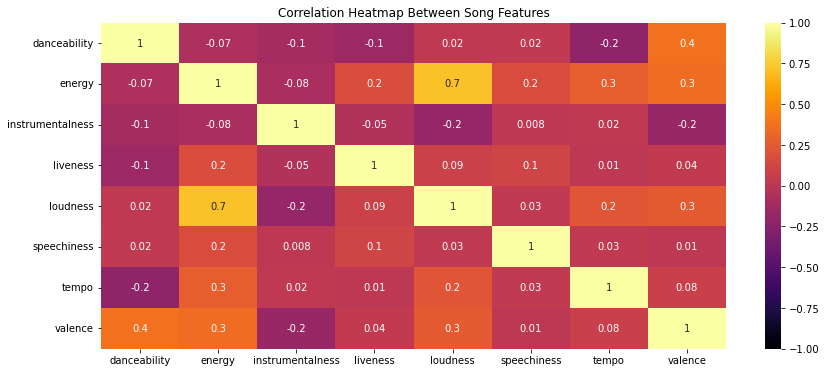 Correlation Heatmap Between Song Features
danceability 1 -0.07 -0.1 -0.1 0.02 0.02 -0.2 0.4
energy -0.07 1 -0.08 0.2 0.7 0.2 0.3 0.3
instrumentalness -0.1 -0.08 1 -0.05 -0.2 0.008 0.02 -0.2
liveness -0.1 0.2 -0.05 1 0.09 0.1 0.01 0.04
loudness 0.02 0.7 -0.2 0.09 1 0.03 0.2 0.3
speechiness 0.02 0.2 0.008 0.1 0.03 1 0.03 0.01
tempo -0.2 0.3 0.02 0.01 0.2 0.03 1 0.08
valence 0.4 0.3 -0.2 0.04 0.3 0.01 0.08 1
danceability energy instrumentalness liveness loudness speechiness tempo valence
1.00
0.75
0.50
0.25
0.00
−0.25
−0.50
−0.75
−1.00